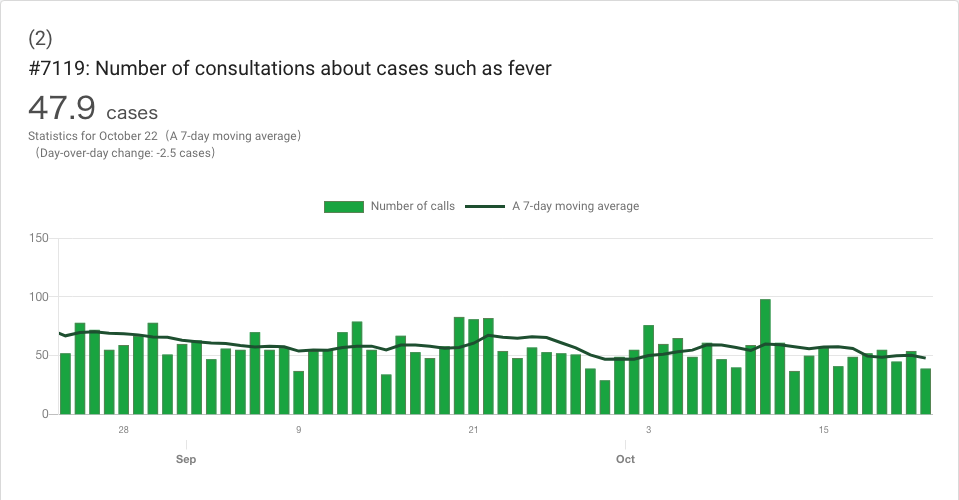 (2)
#7119: Number of consultations about cases such as fever
47.9 cases
Statistics for October 22（A 7-day moving average）
（Day-over-day change: -2.5 cases）
Number of calls A 7-day moving average
150
100
50
0
28 9 21 3 15
Sep Oct